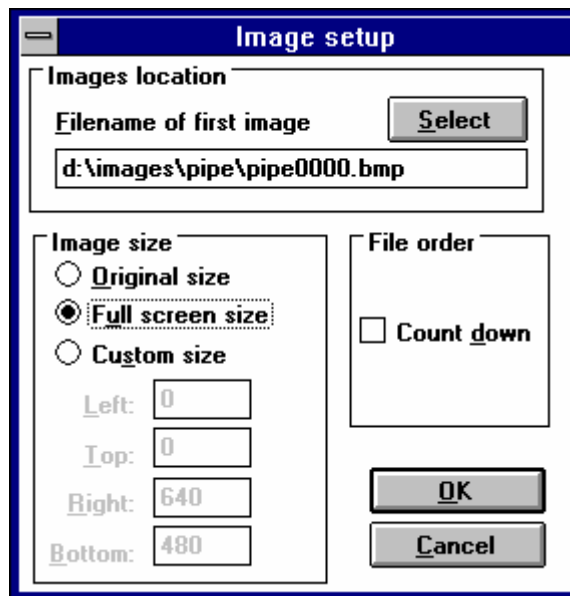 Image setup
Images location
Filename of first image
Select
d:\images\pipe\pipe0000.bmp
Image size
Original size
Full screen size
Custom size
Left: 0
Top: 0
Right: 640
Bottom: 480
File order
Count down
OK
Cancel